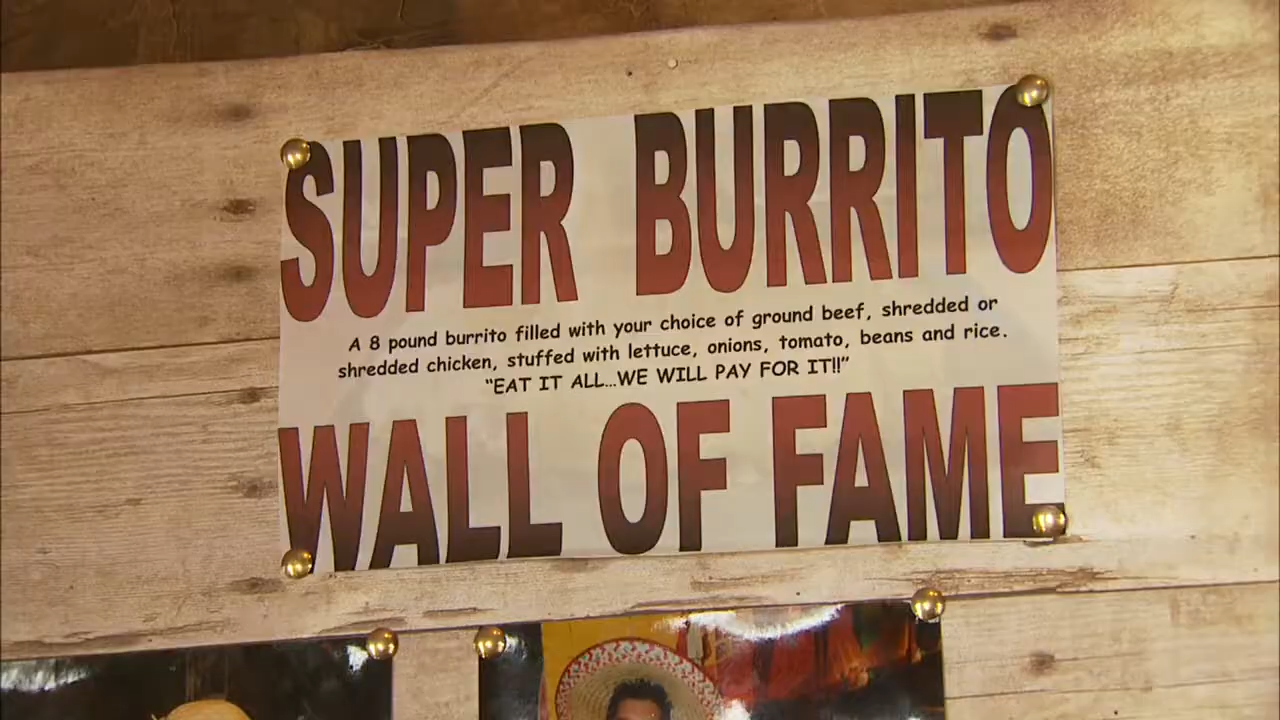 SUPER BURRITO
A 8 pound burrito filled with your choice of ground beef, shredded or
shredded chicken, stuffed with lettuce, onions, tomato, beans and rice.
“EAT IT ALL...WE WILL PAY FOR IT!!”
WALL OF FAME